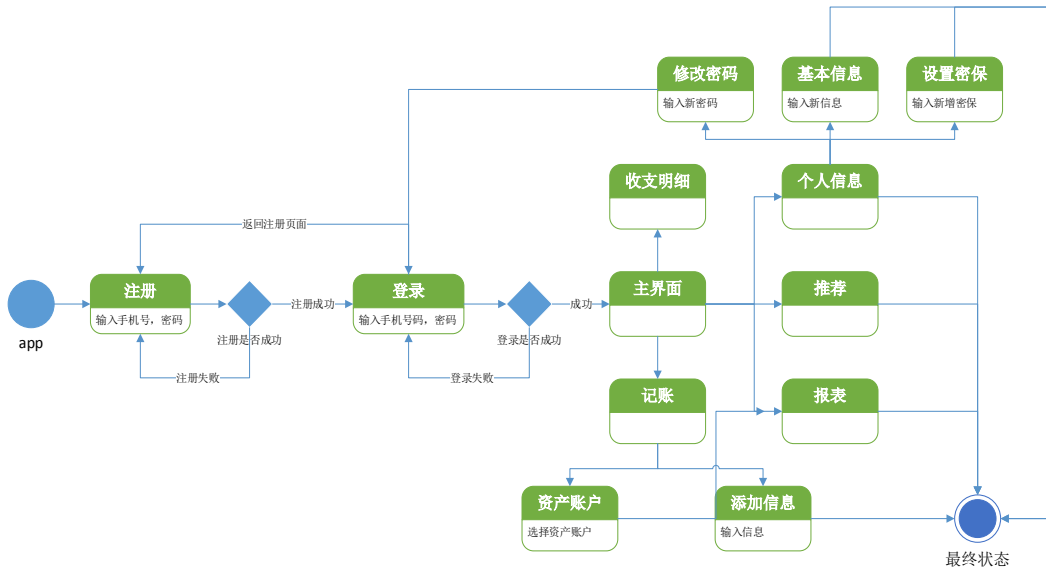 修改密码
输入新密码
基本信息
输入新信息
设置密保
输入新增密保
收支明细
个人信息
返回注册页面
注册
输入手机号，密码
注册是否成功
注册成功
注册失败
登录
输入手机号码，密码
登录是否成功
成功
登录失败
主界面
推荐
app
记账
报表
资产账户
选择资产账户
添加信息
输入信息
最终状态